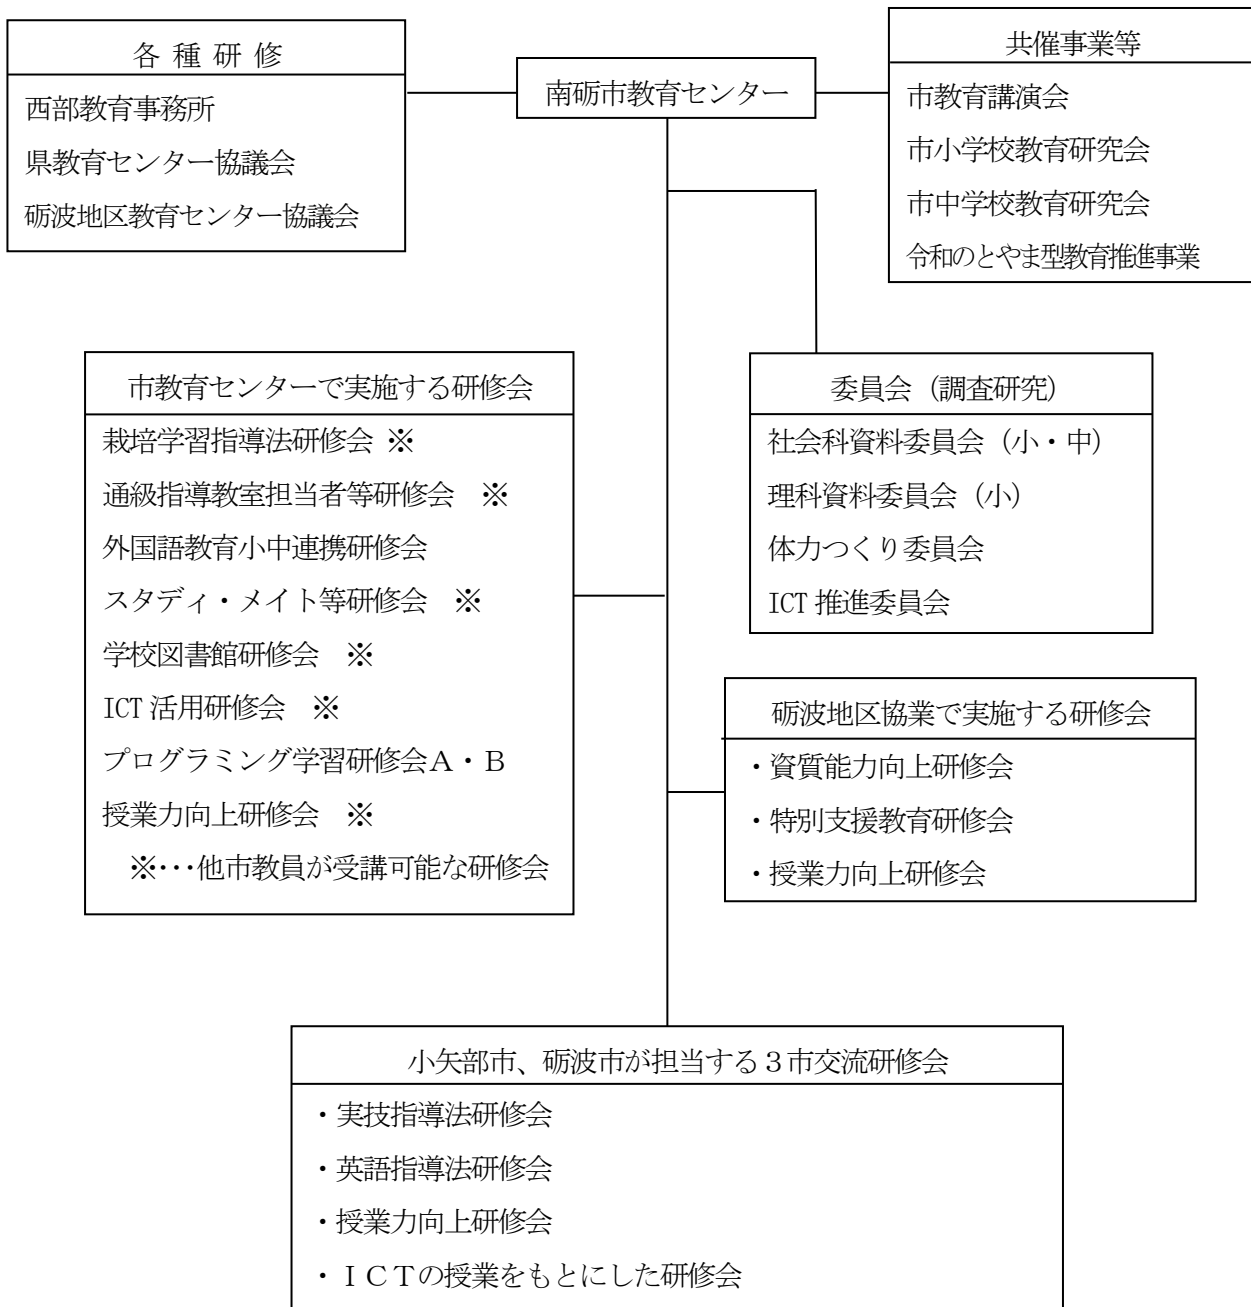 各 種 研 修
西部教育事務所
県教育センター協議会
砺波地区教育センター協議会
南砺市教育センター
共催事業等
市教育講演会
市小学校教育研究会
市中学校教育研究会
令和のとやま型教育推進事業
市教育センターで実施する研修会
栽培学習指導法研修会 ※
通級指導教室担当者等研修会　※
外国語教育小中連携研修会
スタディ・メイト等研修会　※
学校図書館研修会　※
ICT 活用研修会　※
プログラミング学習研修会Ａ・Ｂ
授業力向上研修会　※
※･･･他市教員が受講可能な研修会
委員会（調査研究）
社会科資料委員会（小・中）
理科資料委員会（小）
体力つくり委員会
ICT 推進委員会
砺波地区協業で実施する研修会
・資質能力向上研修会
・特別支援教育研修会
・授業力向上研修会
小矢部市、砺波市が担当する３市交流研修会
・実技指導法研修会
・英語指導法研修会
・授業力向上研修会
・ＩＣＴの授業をもとにした研修会